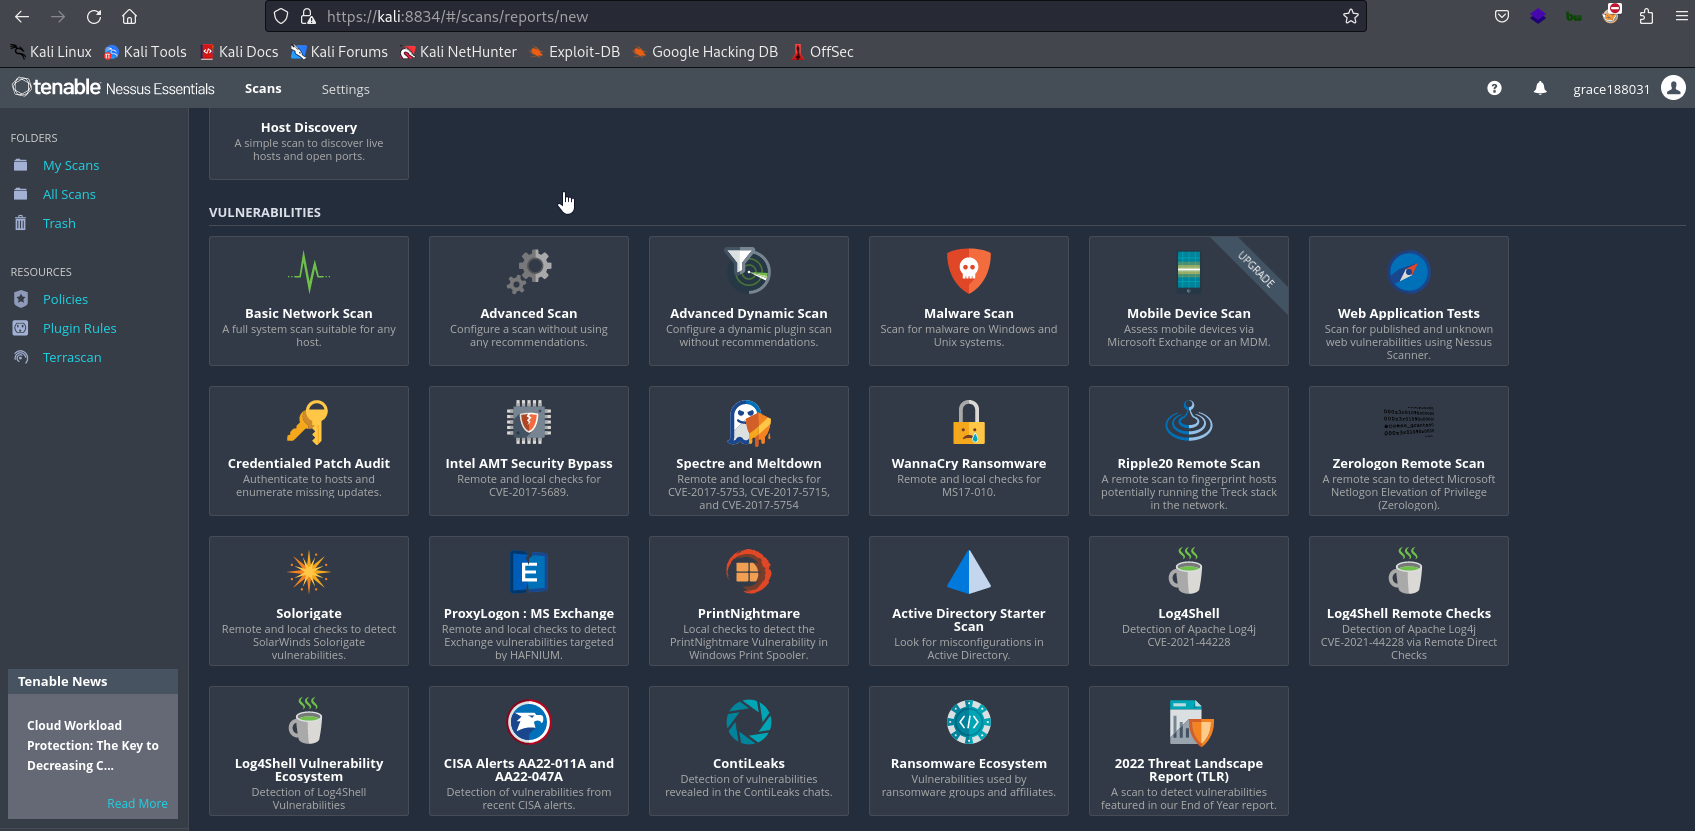 https://kali:8834/#/scans/reports/new
Kali Linux Kali Tools Kali Docs Kali Forums Kali NetHunter Exploit-DB Google Hacking DB OffSec
tenable Nessus Essentials Scans Settings grace188031
FOLDERS
My Scans
All Scans
Trash
RESOURCES
Policies
Plugin Rules
Terrascan
Tenable News
Cloud Workload
Protection: The Key to
Decreasing C...
Read More
Host Discovery
A simple scan to discover live
hosts and open ports.
VULNERABILITIES
Basic Network Scan
A full system scan suitable for any
host.
Advanced Scan
Configure a scan without using
any recommendations.
Advanced Dynamic Scan
Configure a dynamic plugin scan
without recommendations.
Malware Scan
Scan for malware on Windows and
Unix systems.
UPGRADE
Mobile Device Scan
Assess mobile devices via
Microsoft Exchange or an MDM.
Web Application Tests
Scan for published and unknown
web vulnerabilities using Nessus
Scanner.
Credentialed Patch Audit
Authenticate to hosts and
enumerate missing updates.
Intel AMT Security Bypass
Remote and local checks for
CVE-2017-5689.
Spectre and Meltdown
Remote and local checks for
CVE-2017-5753, CVE-2017-5715,
and CVE-2017-5754
WannaCry Ransomware
Remote and local checks for
MS17-010.
Ripple20 Remote Scan
A remote scan to fingerprint hosts
potentially running the Treck stack
in the network.
Zerologon Remote Scan
A remote scan to detect Microsoft
Netlogon Elevation of Privilege
(Zerologon).
Solorigate
Remote and local checks to detect
SolarWinds Solorigate
vulnerabilities.
E
ProxyLogon : MS Exchange
Remote and local checks to detect
Exchange vulnerabilities targeted
by HAFNIUM.
PrintNightmare
Local checks to detect the
PrintNightmare Vulnerability in
Windows Print Spooler.
Active Directory Starter
Scan
Look for misconfigurations in
Active Directory.
Log4Shell
Detection of Apache Log4j
CVE-2021-44228
Log4Shell Remote Checks
Detection of Apache Log4j
CVE-2021-44228 via Remote Direct
Checks
Log4Shell Vulnerability
Ecosystem
Detection of Log4Shell
Vulnerabilities
CISA Alerts AA22-011A and
AA22-047A
Detection of vulnerabilities from
recent CISA alerts.
ContiLeaks
Detection of vulnerabilities
revealed in the ContiLeaks chats.
</>
Ransomware Ecosystem
Vulnerabilities used by
ransomware groups and affiliates.
2022 Threat Landscape
Report (TLR)
A scan to detect vulnerabilities
featured in our End of Year report.